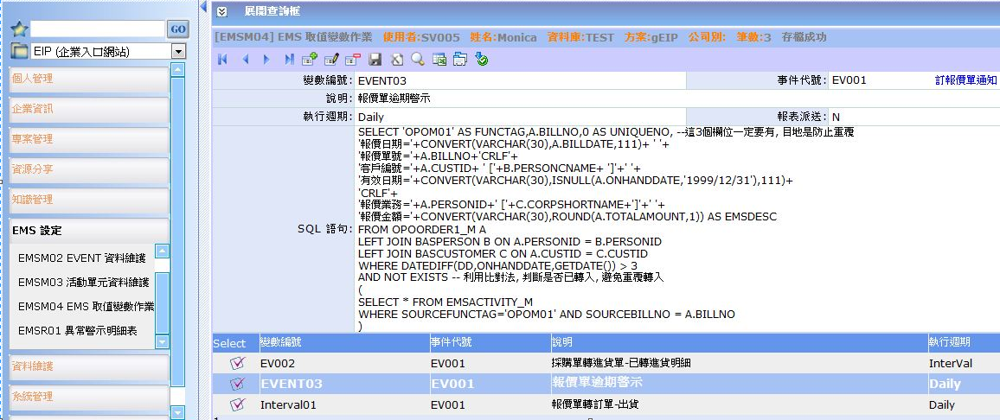 展開查詢框
GO
EIP (企業入口網站)
[EMSM04] EMS 取值變數作業 使用者:SV005 姓名:Monica 資料庫:TEST 方案:gEIP 公司別: 筆數:3 存檔成功
個人管理
企業資訊
專案管理
資源分享
知識管理
EMS 設定
EMSM02 EVENT 資料維護
EMSM03 活動單元資料維護
EMSM04 EMS 取值變數作業
EMSR01 異常警示明細表
資料維護
系統管理
變數編號: EVENT03 事件代號: EV001 訂報價單通知
說明: 報價單逾期警示
執行週期: Daily 報表派送: N
SQL 語句:
SELECT 'OPOM01' AS FUNCTAG,A.BILLNO,0 AS UNIQUENO, --這3個欄位一定要有, 目地是防止重覆
'報價日期='+CONVERT(VARCHAR(30),A.BILLDATE,111)+ ' '+
'報價單號='+A.BILLNO+'CRLF'+
'客戶編號='+A.CUSTID+ ' ['+B.PERSONCNAME+ ']'+' '+
'有效日期='+CONVERT(VARCHAR(30),ISNULL(A.ONHANDDATE,'1999/12/31'),111)+
'CRLF'+
'報價業務='+A.PERSONID+' ['+C.CORPSHORTNAME+']'+' '+
'報價金額='+CONVERT(VARCHAR(30),ROUND(A.TOTALAMOUNT,1)) AS EMSDESC
FROM OPOORDER1_M A
LEFT JOIN BASPERSON B ON A.PERSONID = B.PERSONID
LEFT JOIN BASCUSTOMER C ON A.CUSTID = C.CUSTID
WHERE DATEDIFF(DD,ONHANDDATE,GETDATE()) > 3
AND NOT EXISTS -- 利用比對法, 判斷是否已轉入, 避免重覆轉入
(
SELECT * FROM EMSACTIVITY_M
WHERE SOURCEFUNCTAG='OPOM01' AND SOURCEBILLNO = A.BILLNO
)
Select 變數編號 事件代號 說明 執行週期
EV002 EV001 採購單轉進貨單-已轉進貨明細 InterVal
EVENT03 EV001 報價單逾期警示 Daily
Interval01 EV001 報價單轉訂單-出貨 Daily